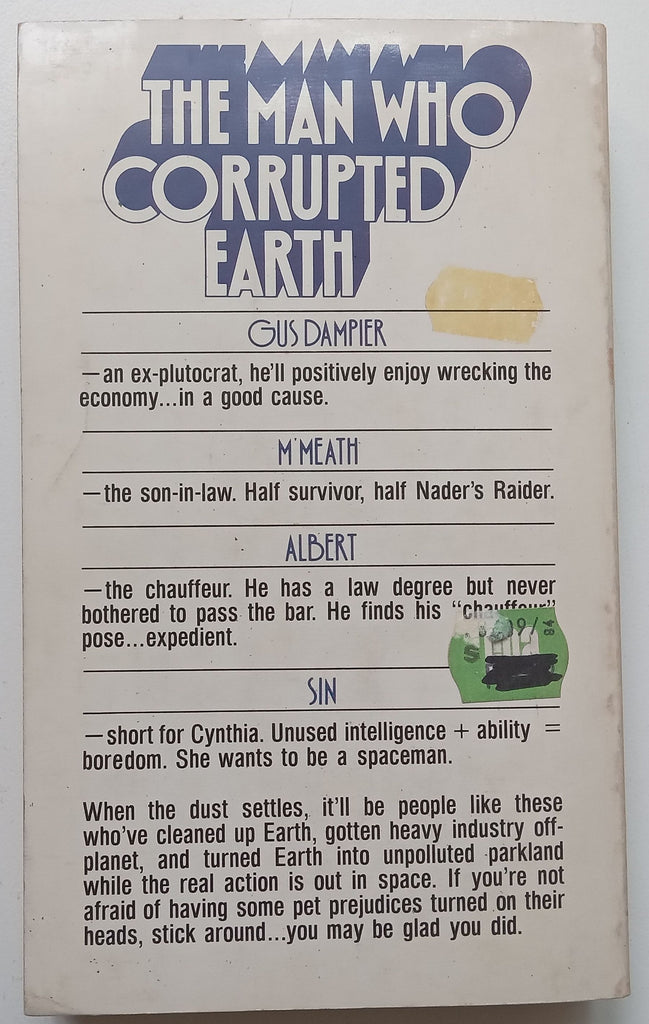 THE MAN WHO
CORRUPTED
EARTH
GUS DAMPIER
—an ex-plutocrat, he'll positively enjoy wrecking the
economy...in a good cause.
M'MEATH
—the son-in-law. Half survivor, half Nader's Raider.
ALBERT
—the chauffeur. He has a law degree but never
bothered to pass the bar. He finds his “chauffeur”
pose...expedient.
SIN
—short for Cynthia. Unused intelligence + ability =
boredom. She wants to be a spaceman.
When the dust settles, it'll be people like these
who've cleaned up Earth, gotten heavy industry off-
planet, and turned Earth into unpolluted parkland
while the real action is out in space. If you're not
afraid of having some pet prejudices turned on their
heads, stick around...you may be glad you did.